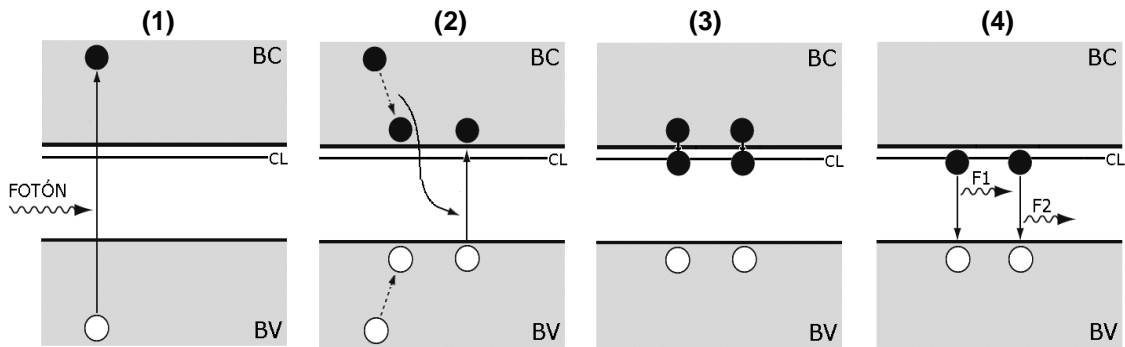 (1)
(2)
(3)
(4)
BC
BC
BC
BC
CL
CL
CL
CL
FOTÓN
F1
F2
BV
BV
BV
BV